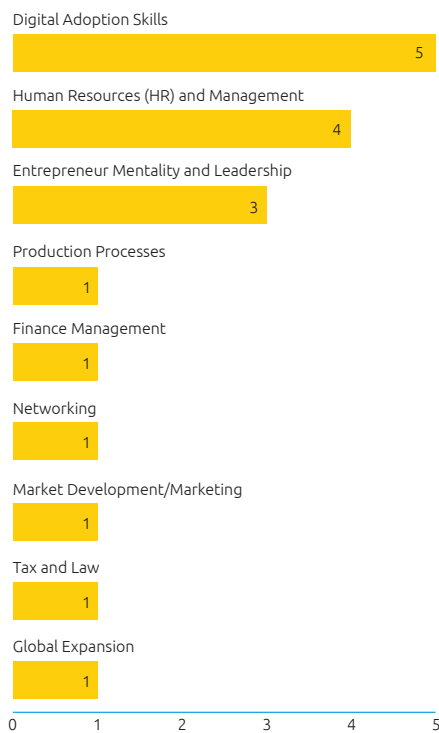 Digital Adoption Skills
5
Human Resources (HR) and Management
4
Entrepreneur Mentality and Leadership
3
Production Processes
1
Finance Management
1
Networking
1
Market Development/Marketing
1
Tax and Law
1
Global Expansion
1
0 1 2 3 4 5